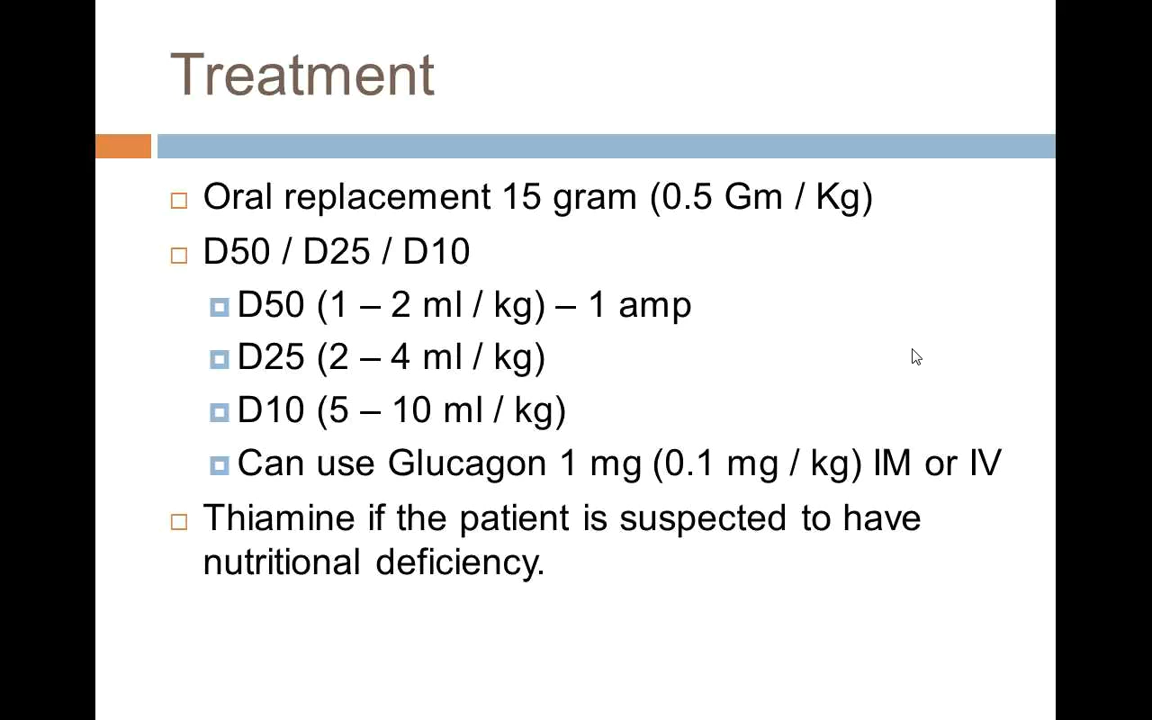 Treatment
Oral replacement 15 gram (0.5 Gm / Kg)
D50 / D25 / D10
D50 (1 – 2 ml / kg) – 1 amp
D25 (2 – 4 ml / kg)
D10 (5 – 10 ml / kg)
Can use Glucagon 1 mg (0.1 mg / kg) IM or IV
Thiamine if the patient is suspected to have
nutritional deficiency.